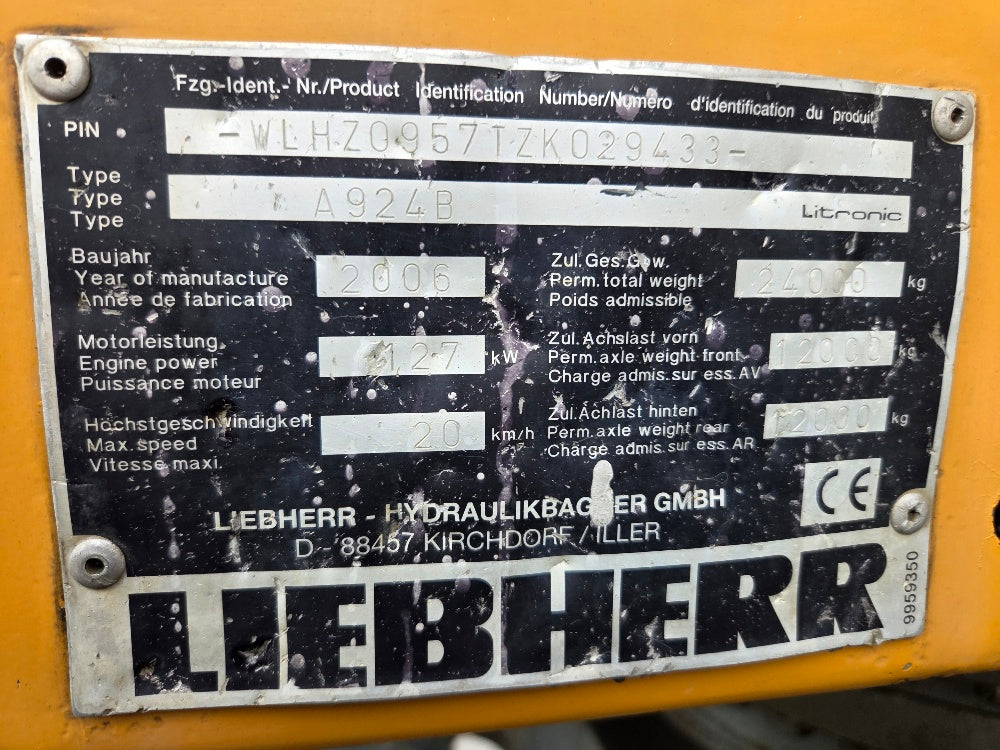 Fzg.-Ident.- Nr./Product Identification Number/Numéro d'identification du produit
PIN -WLHZ0957TZK029433-
Type
Type A924B Litronic
Type
Baujahr
Year of manufacture 2006
Année de fabrication
Zul.Ges.Gew.
Perm.total weight 24000 kg
Poids admissible
Motorleistung
Engine power 127 kW
Puissance moteur
Zul.Achslast vorn
Perm.axle weight front 12000 kg
Charge admis.sur ess.AV
Höchstgeschwindigkeit
Max.speed 20 km/h
Vitesse maxi.
Zul.Achlast hinten
Perm.axle weight rear 12000 kg
Charge admis.sur ess.AR
CE
LIEBHERR - HYDRAULIKBAGGER GMBH
D - 88457 KIRCHDORF / ILLER
LIEBHERR
9959350